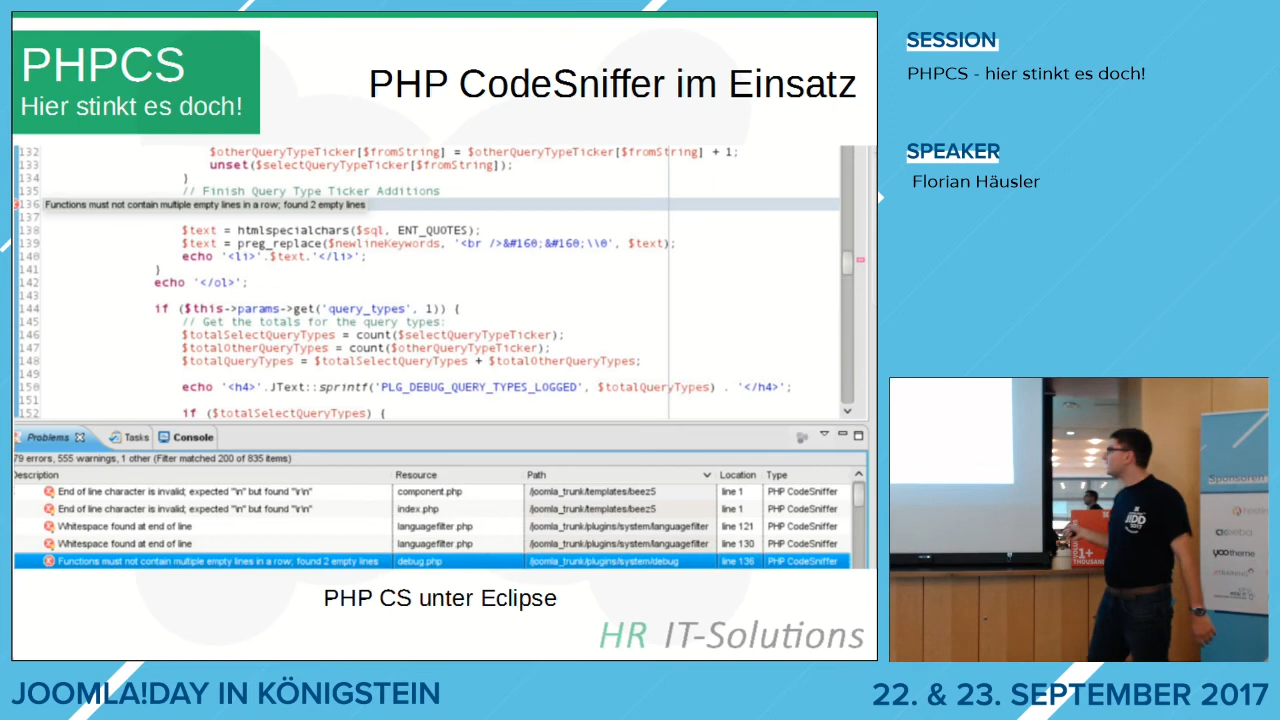 PHPCS
Hier stinkt es doch!
PHP CodeSniffer im Einsatz
132 $otherQueryTypeTicker[$fromString] = $otherQueryTypeTicker[$fromString] + 1;
133 unset($selectQueryTypeTicker[$fromString]);
134 }
135 // Finish Query Type Ticker Additions
136 Functions must not contain multiple empty lines in a row; found 2 empty lines
137
138 $text = htmlspecialchars($sql, ENT_QUOTES);
139 $text = preg_replace($newlineKeywords, '<br />&#160;&#160;\\0', $text);
140 echo '<li>'.$text.'</li>';
141 }
142 echo '</ol>';
143
144 if ($this->params->get('query_types', 1)) {
145 // Get the totals for the query types:
146 $totalSelectQueryTypes = count($selectQueryTypeTicker);
147 $totalOtherQueryTypes = count($otherQueryTypeTicker);
148 $totalQueryTypes = $totalSelectQueryTypes + $totalOtherQueryTypes;
149
150 echo '<h4>'.JText::sprintf('PLG_DEBUG_QUERY_TYPES_LOGGED', $totalQueryTypes) . '</h4>';
151
152 if ($totalSelectQueryTypes) {
Problems Tasks Console
79 errors, 555 warnings, 1 other (Filter matched 200 of 835 items)
Description Resource Path Location Type
End of line character is invalid; expected "\n" but found "\r\n" component.php /joomla_trunk/templates/beez5 line 1 PHP CodeSniffer
End of line character is invalid; expected "\n" but found "\r\n" index.php /joomla_trunk/templates/beez5 line 1 PHP CodeSniffer
Whitespace found at end of line languagefilter.php /joomla_trunk/plugins/system/languagefilter line 121 PHP CodeSniffer
Whitespace found at end of line languagefilter.php /joomla_trunk/plugins/system/languagefilter line 130 PHP CodeSniffer
Functions must not contain multiple empty lines in a row; found 2 empty lines debug.php /joomla_trunk/plugins/system/debug line 136 PHP CodeSniffer
PHP CS unter Eclipse
HR IT-Solutions
SESSION
PHPCS - hier stinkt es doch!
SPEAKER
Florian Häusler
Sponsoren
yootheme
JDD
1+
THOUSAND
JOOMLA!DAY IN KÖNIGSTEIN
22. & 23. SEPTEMBER 2017